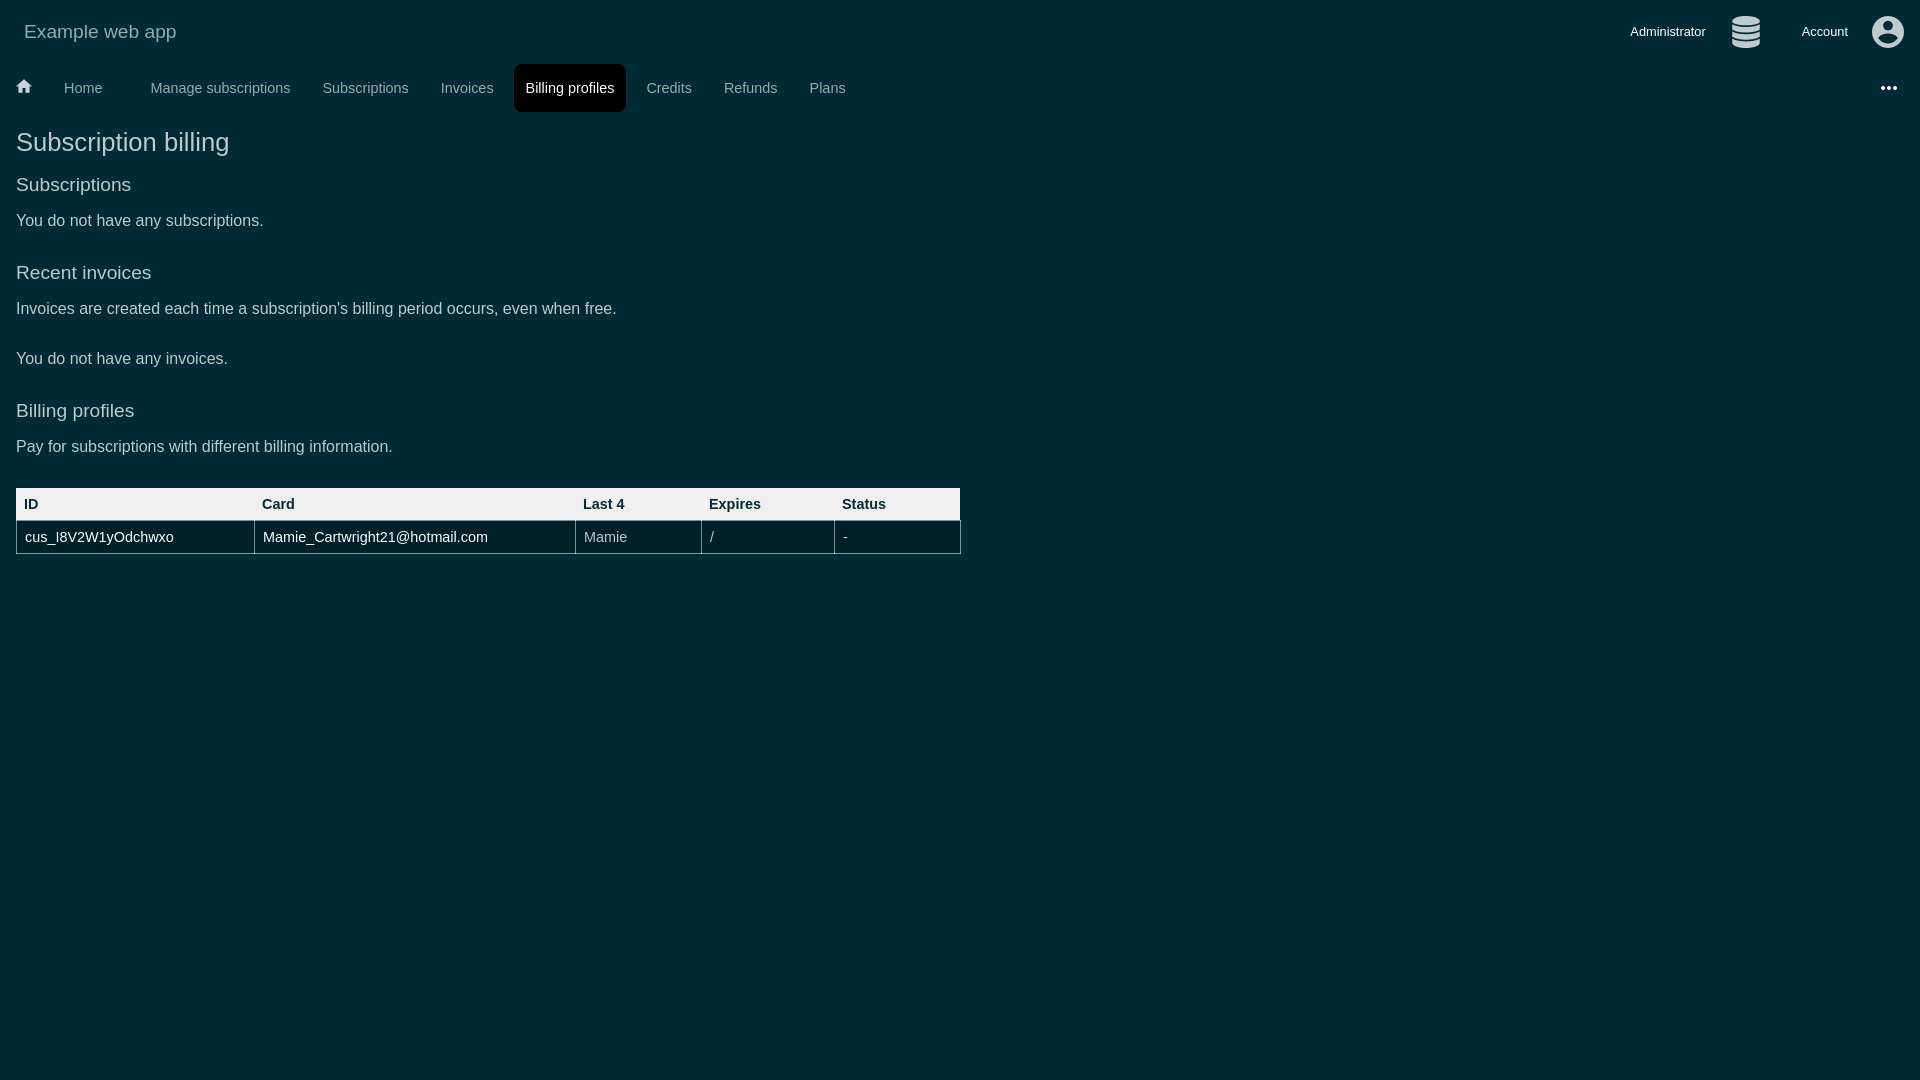 Example web app
Administrator
Account
Home
Manage subscriptions
Subscriptions
Invoices
Billing profiles
Credits
Refunds
Plans
Subscription billing
Subscriptions
You do not have any subscriptions.
Recent invoices
Invoices are created each time a subscription's billing period occurs, even when free.
You do not have any invoices.
Billing profiles
Pay for subscriptions with different billing information.
ID Card Last 4 Expires Status
cus_I8V2W1yOdchwxo Mamie_Cartwright21@hotmail.com Mamie / -